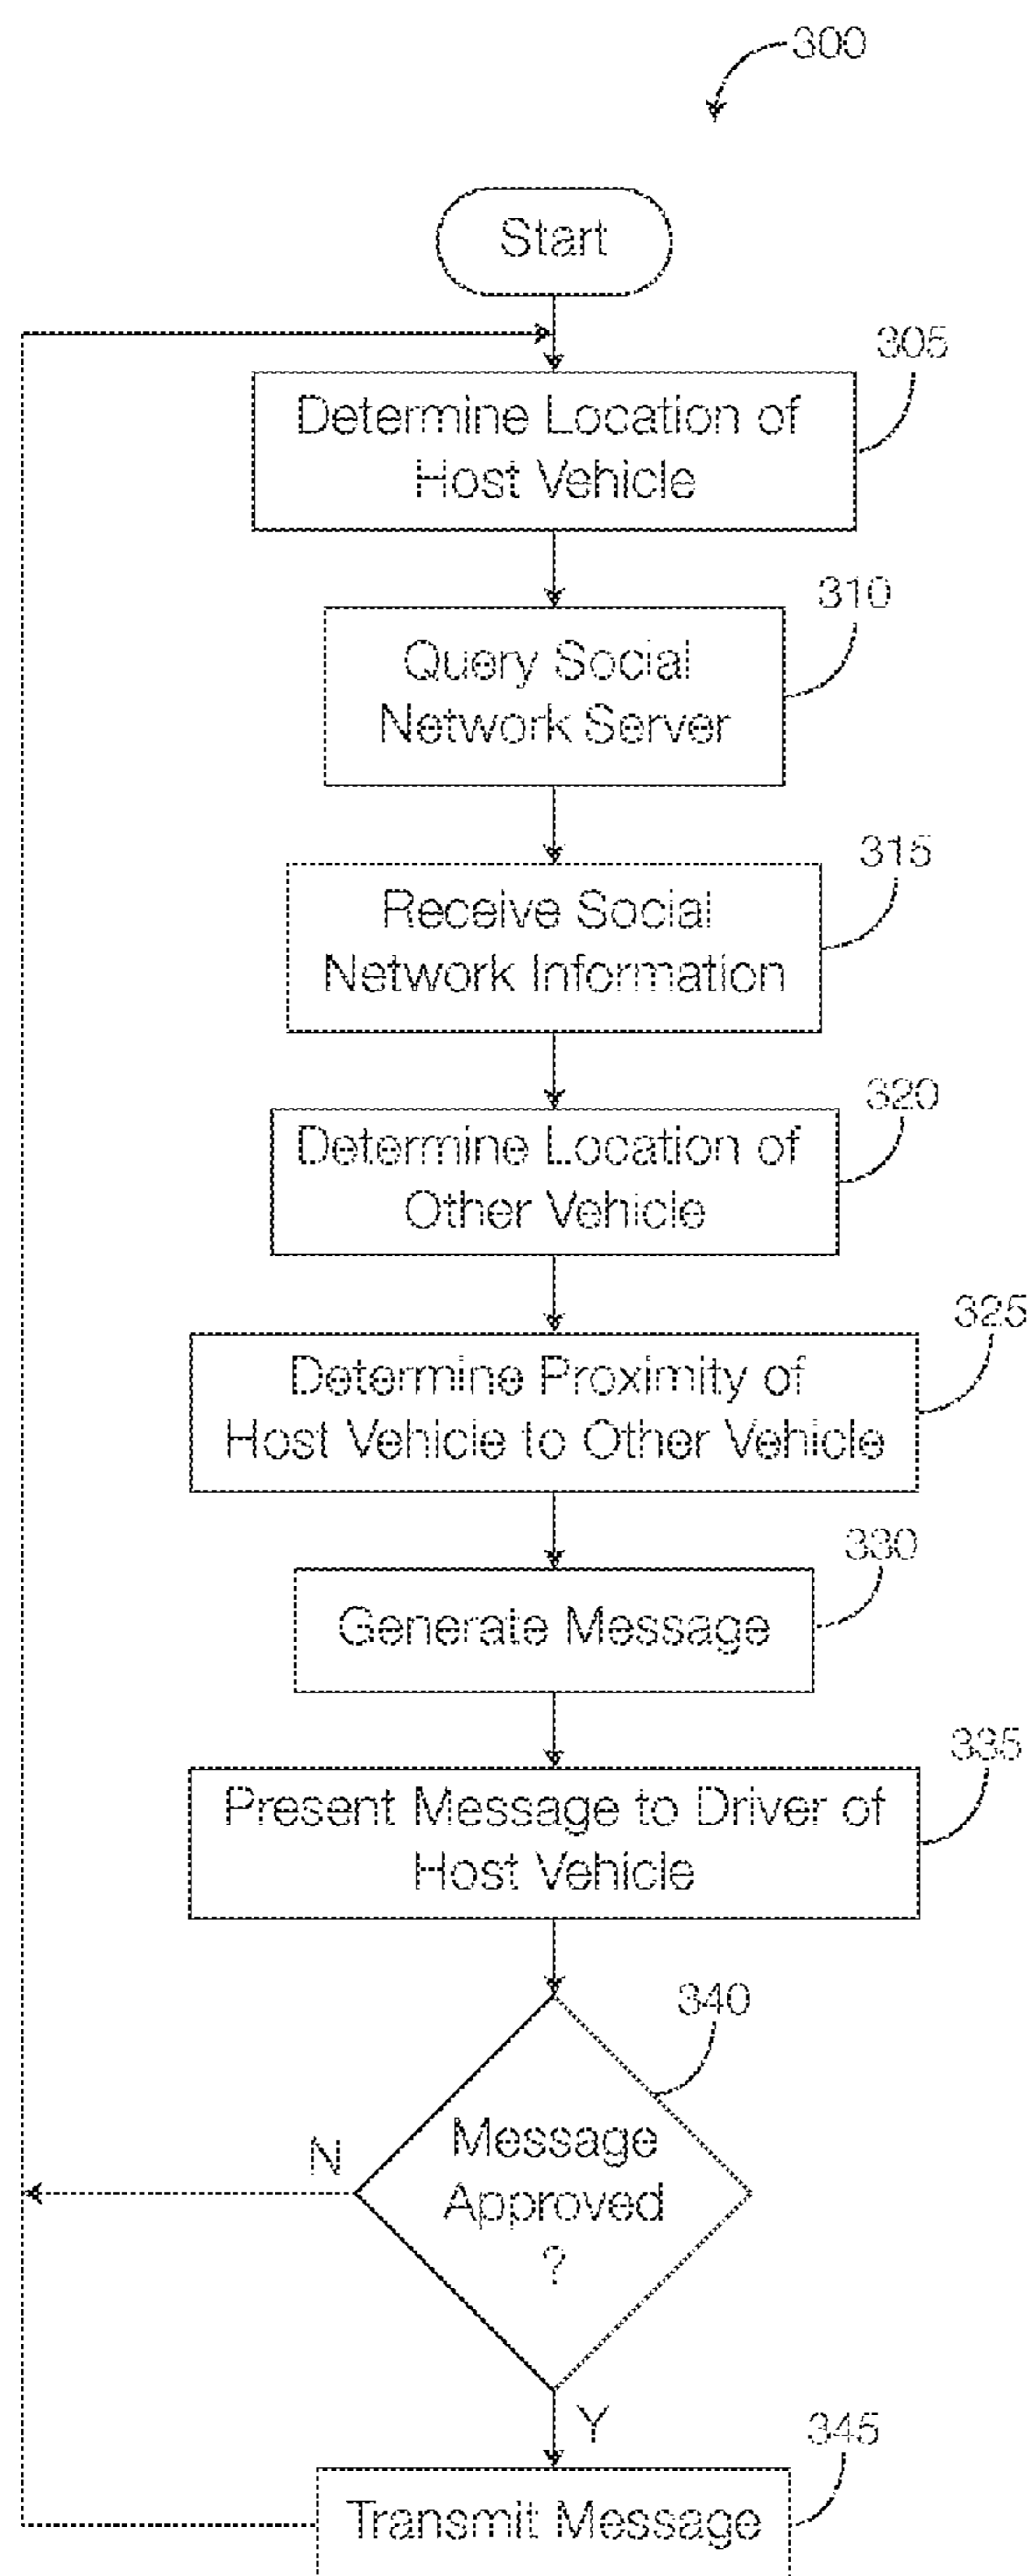 300
Start
305
Determine Location of
Host Vehicle
310
Query Social
Network Server
315
Receive Social
Network Information
320
Determine Location of
Other Vehicle
325
Determine Proximity of
Host Vehicle to Other Vehicle
330
Generate Message
335
Present Message to Driver of
Host Vehicle
340
Message
Approved
?
N
Y
345
Transmit Message